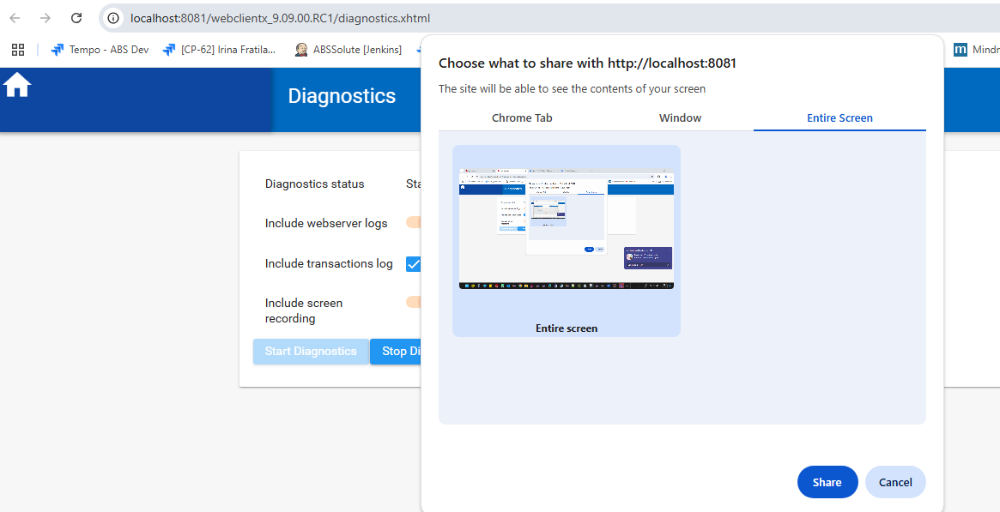 localhost:8081/webclientx_9.09.00.RC1/diagnostics.xhtml
Tempo - ABS Dev
[CP-62] Irina Fratila...
ABSSolute [Jenkins]
m
Diagnostics
Diagnostics status
Include webserver logs
Include transactions log
Include screen
recording
Start Diagnostics
Stop Di
Choose what to share with http://localhost:8081
The site will be able to see the contents of your screen
Chrome Tab
Window
Entire Screen
Entire screen
Share
Cancel